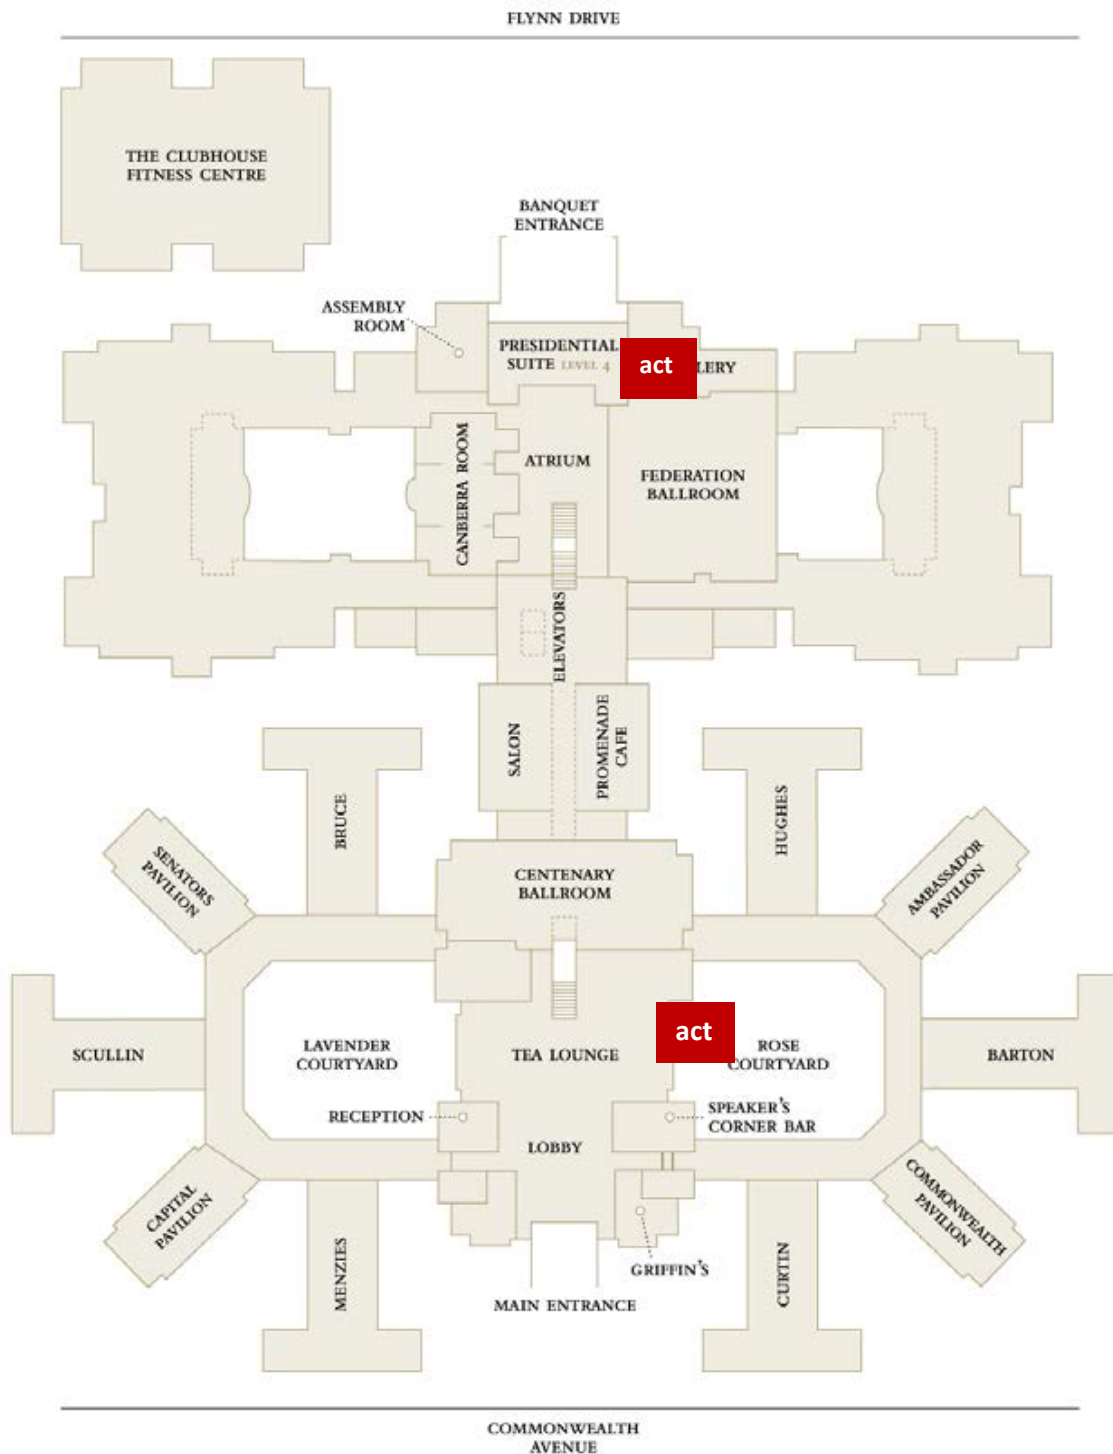 FLYNN DRIVE
THE CLUBHOUSE
FITNESS CENTRE
BANQUET
ENTRANCE
ASSEMBLY
ROOM
PRESIDENTIAL
SUITE LEVEL 4
act
LERY
CANBERRA ROOM
ATRIUM
FEDERATION
BALLROOM
ELEVATORS
SALON
PROMENADE
CAFE
BRUCE
HUGHES
SENATORS
PAVILION
CENTENARY
BALLROOM
AMBASSADOR
PAVILION
SCULLIN
LAVENDER
COURTYARD
TEA LOUNGE
act
ROSE
COURTYARD
BARTON
RECEPTION
SPEAKER'S
CORNER BAR
LOBBY
CAPITAL
PAVILION
COMMONWEALTH
PAVILION
MENZIES
GRIFFIN'S
CURTIN
MAIN ENTRANCE
COMMONWEALTH
AVENUE